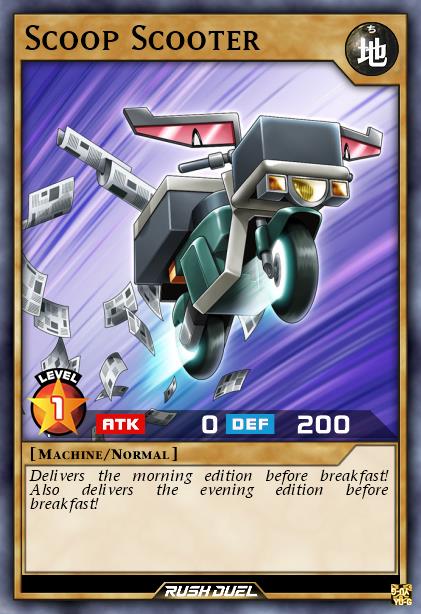 Scoop Scooter
ち
地
LEVEL
1
ATK 0 DEF 200
[Machine/Normal]
Delivers the morning edition before breakfast!
Also delivers the evening edition before
breakfast!
RUSH DUEL